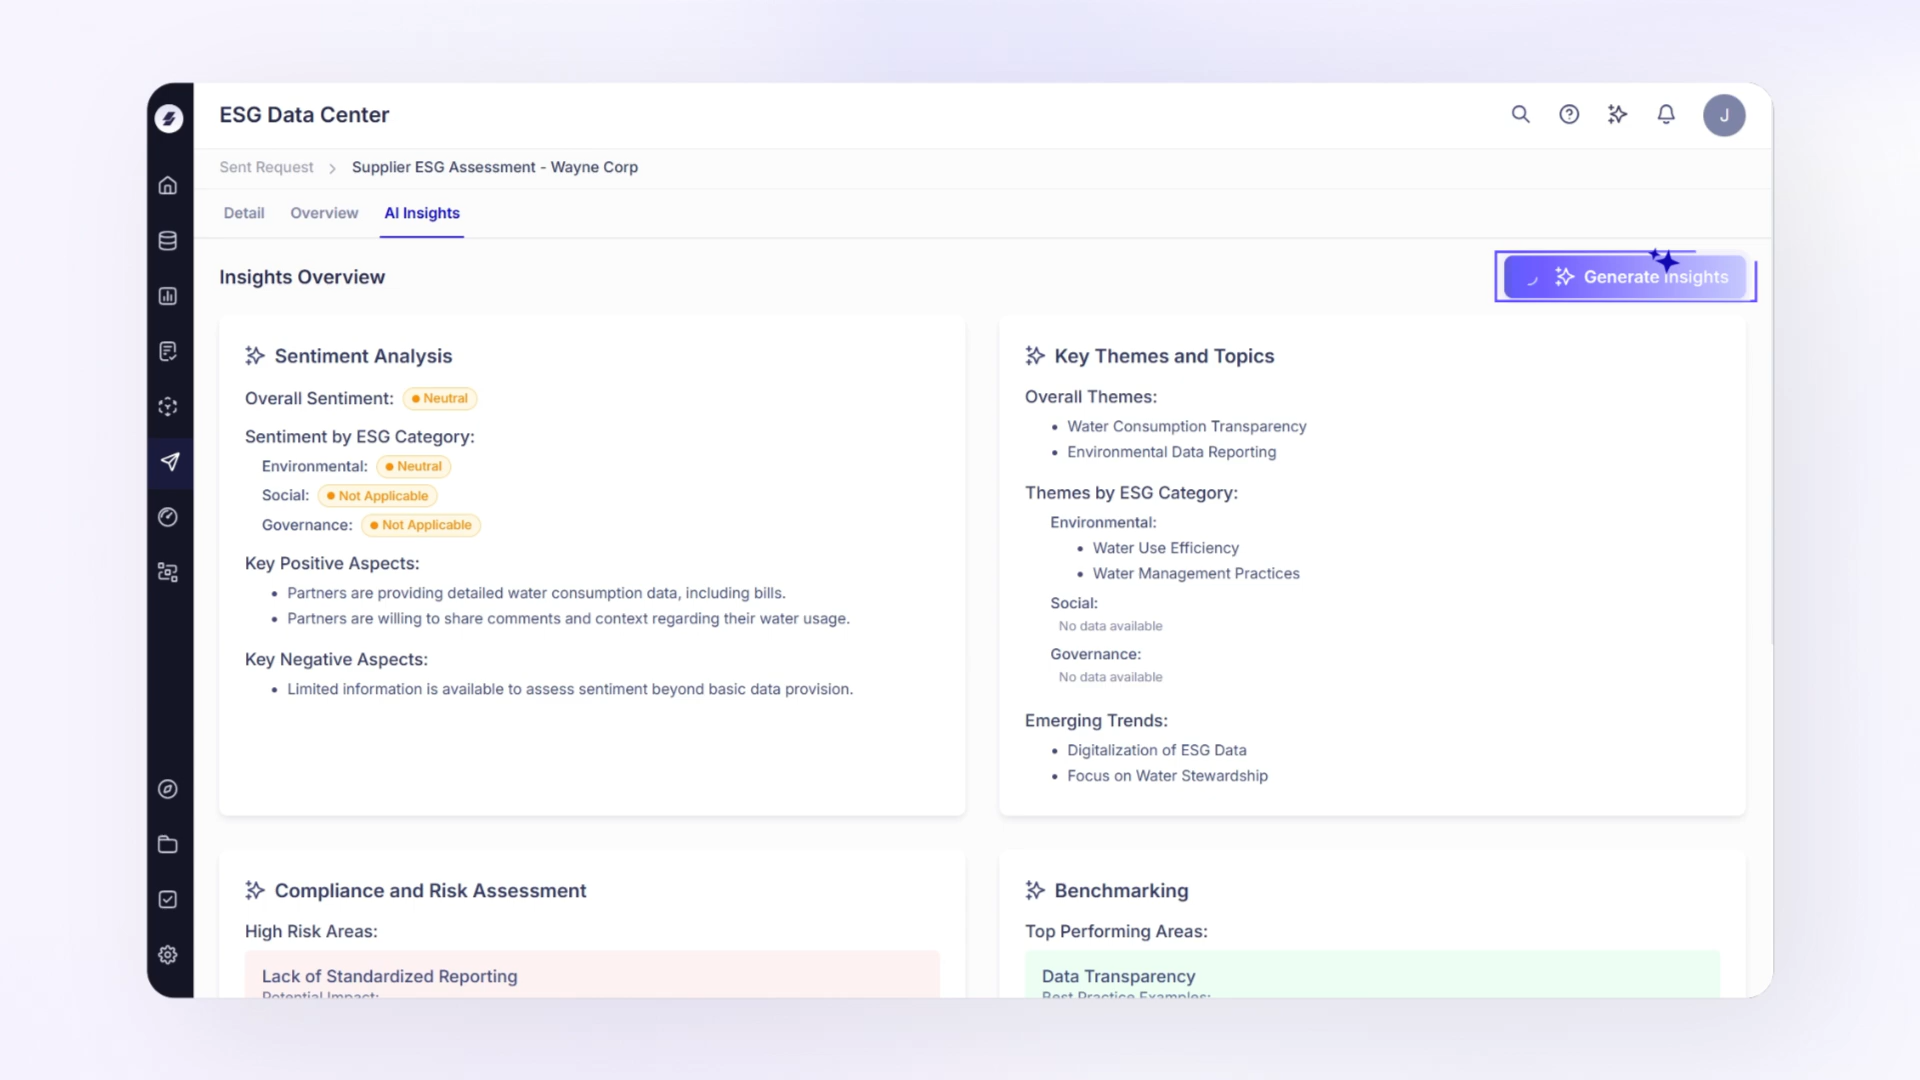 ESG Data Center
J
Sent Request
Supplier ESG Assessment - Wayne Corp
Detail
Overview
AI Insights
Insights Overview
Generate Insights
Sentiment Analysis
Overall Sentiment: Neutral
Sentiment by ESG Category:
Environmental: Neutral
Social: Not Applicable
Governance: Not Applicable
Key Positive Aspects:
Partners are providing detailed water consumption data, including bills.
Partners are willing to share comments and context regarding their water usage.
Key Negative Aspects:
Limited information is available to assess sentiment beyond basic data provision.
Key Themes and Topics
Overall Themes:
Water Consumption Transparency
Environmental Data Reporting
Themes by ESG Category:
Environmental:
Water Use Efficiency
Water Management Practices
Social:
No data available
Governance:
No data available
Emerging Trends:
Digitalization of ESG Data
Focus on Water Stewardship
Compliance and Risk Assessment
High Risk Areas:
Lack of Standardized Reporting
Potential Impact:
Benchmarking
Top Performing Areas:
Data Transparency
Best Practice Examples: